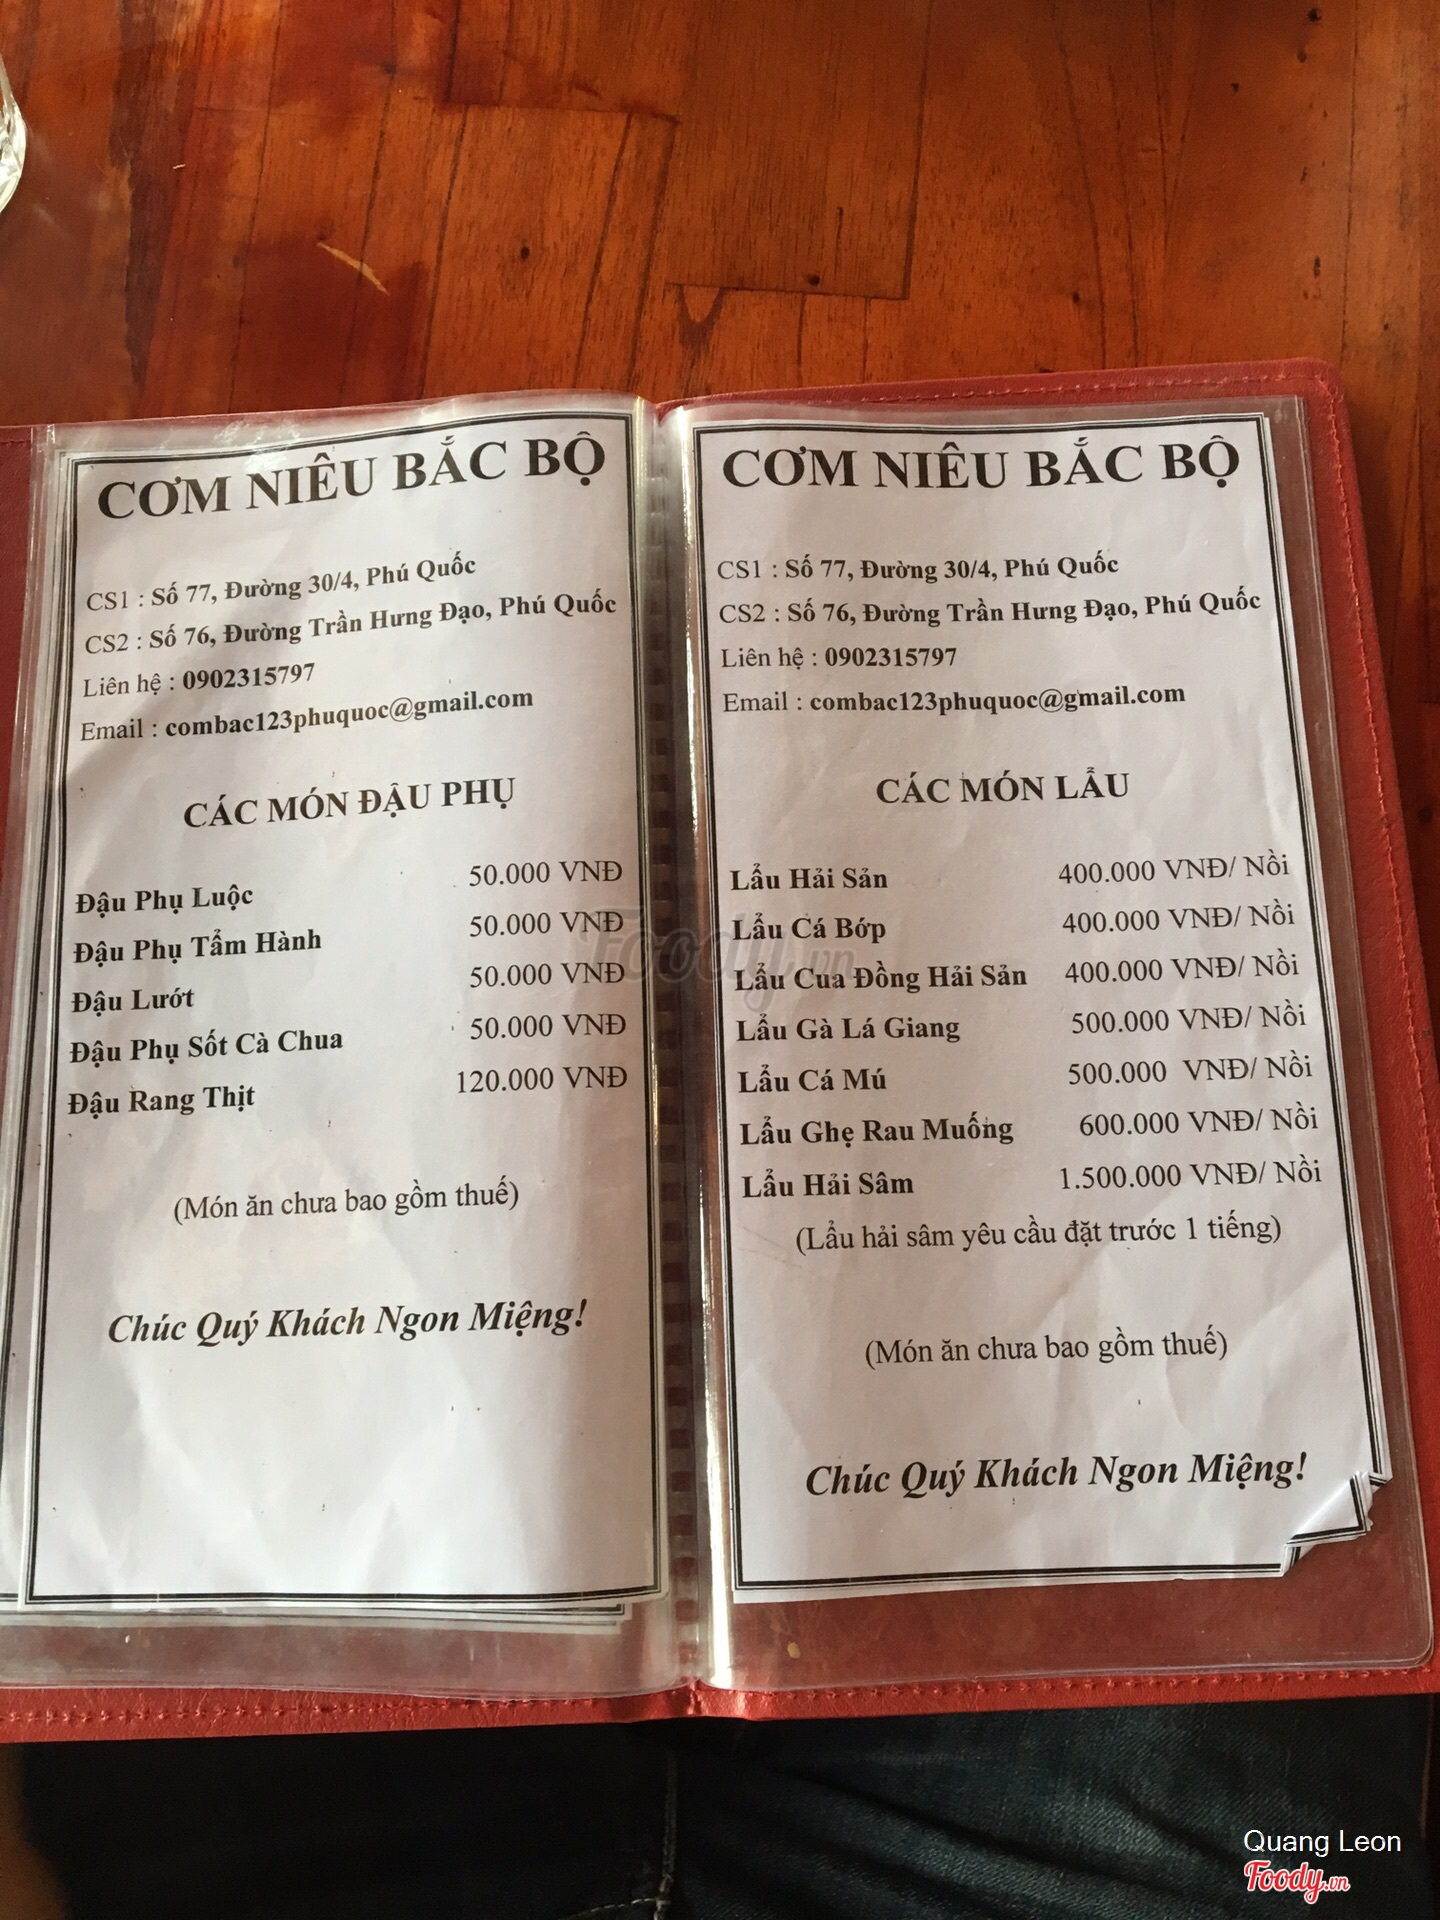 CƠM NIÊU BẮC BỘ
CS1 : Số 77, Đường 30/4, Phú Quốc
CS2 : Số 76, Đường Trần Hưng Đạo, Phú Quốc
Liên hệ : 0902315797
Email : combac123phuquoc@gmail.com
CÁC MÓN ĐẬU PHỤ
Đậu Phụ Luộc 50.000 VNĐ
Đậu Phụ Tẩm Hành 50.000 VNĐ
Đậu Lướt 50.000 VNĐ
Đậu Phụ Sốt Cà Chua 50.000 VNĐ
Đậu Rang Thịt 120.000 VNĐ
(Món ăn chưa bao gồm thuế)
Chúc Quý Khách Ngon Miệng!
CƠM NIÊU BẮC BỘ
CS1 : Số 77, Đường 30/4, Phú Quốc
CS2 : Số 76, Đường Trần Hưng Đạo, Phú Quốc
Liên hệ : 0902315797
Email : combac123phuquoc@gmail.com
CÁC MÓN LẨU
Lẩu Hải Sản 400.000 VNĐ/ Nồi
Lẩu Cá Bớp 400.000 VNĐ/ Nồi
Lẩu Cua Đồng Hải Sản 400.000 VNĐ/ Nồi
Lẩu Gà Lá Giang 500.000 VNĐ/ Nồi
Lẩu Cá Mú 500.000 VNĐ/ Nồi
Lẩu Ghẹ Rau Muống 600.000 VNĐ/ Nồi
Lẩu Hải Sâm 1.500.000 VNĐ/ Nồi
(Lẩu hải sâm yêu cầu đặt trước 1 tiếng)
(Món ăn chưa bao gồm thuế)
Chúc Quý Khách Ngon Miệng!
Foody.vn
Quang Leon
Foody.vn